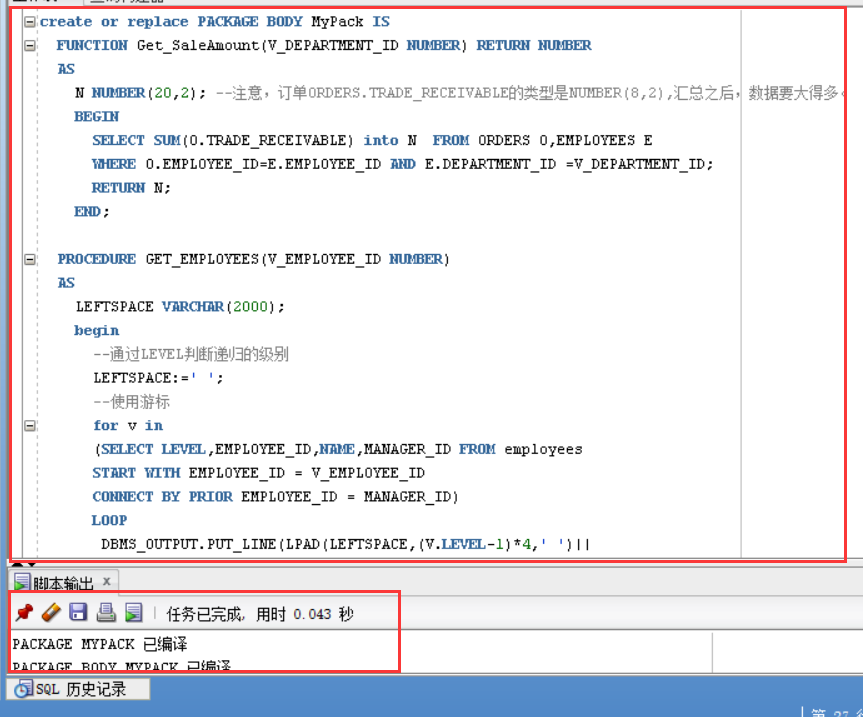 create or replace PACKAGE BODY MyPack IS
FUNCTION Get_SaleAmount(V_DEPARTMENT_ID NUMBER) RETURN NUMBER
AS
N NUMBER(20,2); --注意，订单ORDERS.TRADE_RECEIVABLE的类型是NUMBER(8,2),汇总之后，数据要大得多。
BEGIN
SELECT SUM(O.TRADE_RECEIVABLE) into N  FROM ORDERS O,EMPLOYEES E
WHERE O.EMPLOYEE_ID=E.EMPLOYEE_ID AND E.DEPARTMENT_ID =V_DEPARTMENT_ID;
RETURN N;
END;
PROCEDURE GET_EMPLOYEES(V_EMPLOYEE_ID NUMBER)
AS
LEFTSPACE VARCHAR(2000);
begin
--通过LEVEL判断递归的级别
LEFTSPACE:=' ';
--使用游标
for v in
(SELECT LEVEL,EMPLOYEE_ID,NAME,MANAGER_ID FROM employees
START WITH EMPLOYEE_ID = V_EMPLOYEE_ID
CONNECT BY PRIOR EMPLOYEE_ID = MANAGER_ID)
LOOP
DBMS_OUTPUT.PUT_LINE(LPAD(LEFTSPACE,(V.LEVEL-1)*4,' ')||
脚本输出 x
任务已完成, 用时 0.043 秒
PACKAGE MYPACK 已编译
PACKAGE BODY MYPACK 已编译
SQL 历史记录